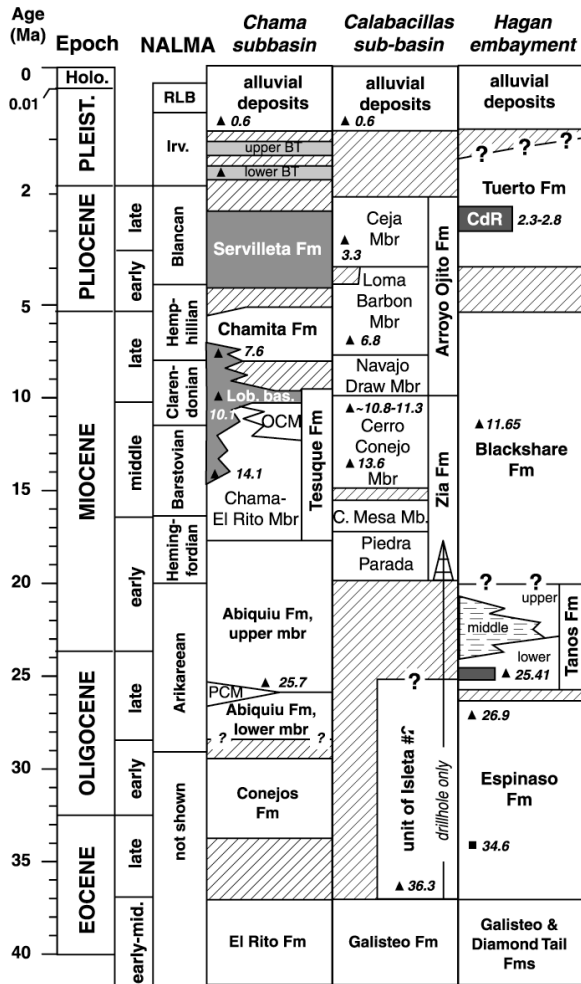 Age
(Ma)
Epoch
NALMA
Chama
subbasin
Calabacillas
sub-basin
Hagan
embayment
0
0.01
2
5
10
15
20
25
30
35
40
Holo.
PLEIST.
PLIOCENE
MIOCENE
OLIGOCENE
EOCENE
late
early
late
middle
early
late
early
late
early-mid.
RLB
Irv.
Blancan
Hemp-
hillian
Claren-
donian
Barstovian
Heming-
fordian
Arikareean
not shown
alluvial
deposits
▲ 0.6
upper BT
▲ lower BT
Servilleta Fm
Chamita Fm
▲ 7.6
▲ Lob. bas.
10.1
OCM
▲ 14.1
Chama-
El Rito Mbr
Tesuque Fm
Abiquiu Fm,
upper mbr
▲ 25.7
PCM
Abiquiu Fm,
lower mbr
? ?
Conejos
Fm
El Rito Fm
alluvial
deposits
▲ 0.6
Ceja
Mbr
▲ 3.3
Loma
Barbon
Mbr
▲ 6.8
Navajo
Draw Mbr
Arroyo Ojito Fm
▲ ~10.8-11.3
Cerro
Conejo
▲ 13.6
Mbr
C. Mesa Mb.
Piedra
Parada
Zia Fm
?
unit of Isleta #2
drillhole only
▲ 36.3
Galisteo Fm
alluvial
deposits
? ?
Tuerto Fm
CdR 2.3-2.8
▲ 11.65
Blackshare
Fm
? ?
upper
middle
lower
Tanos Fm
▲ 25.41
▲ 26.9
Espinaso
Fm
■ 34.6
Galisteo &
Diamond Tail
Fms